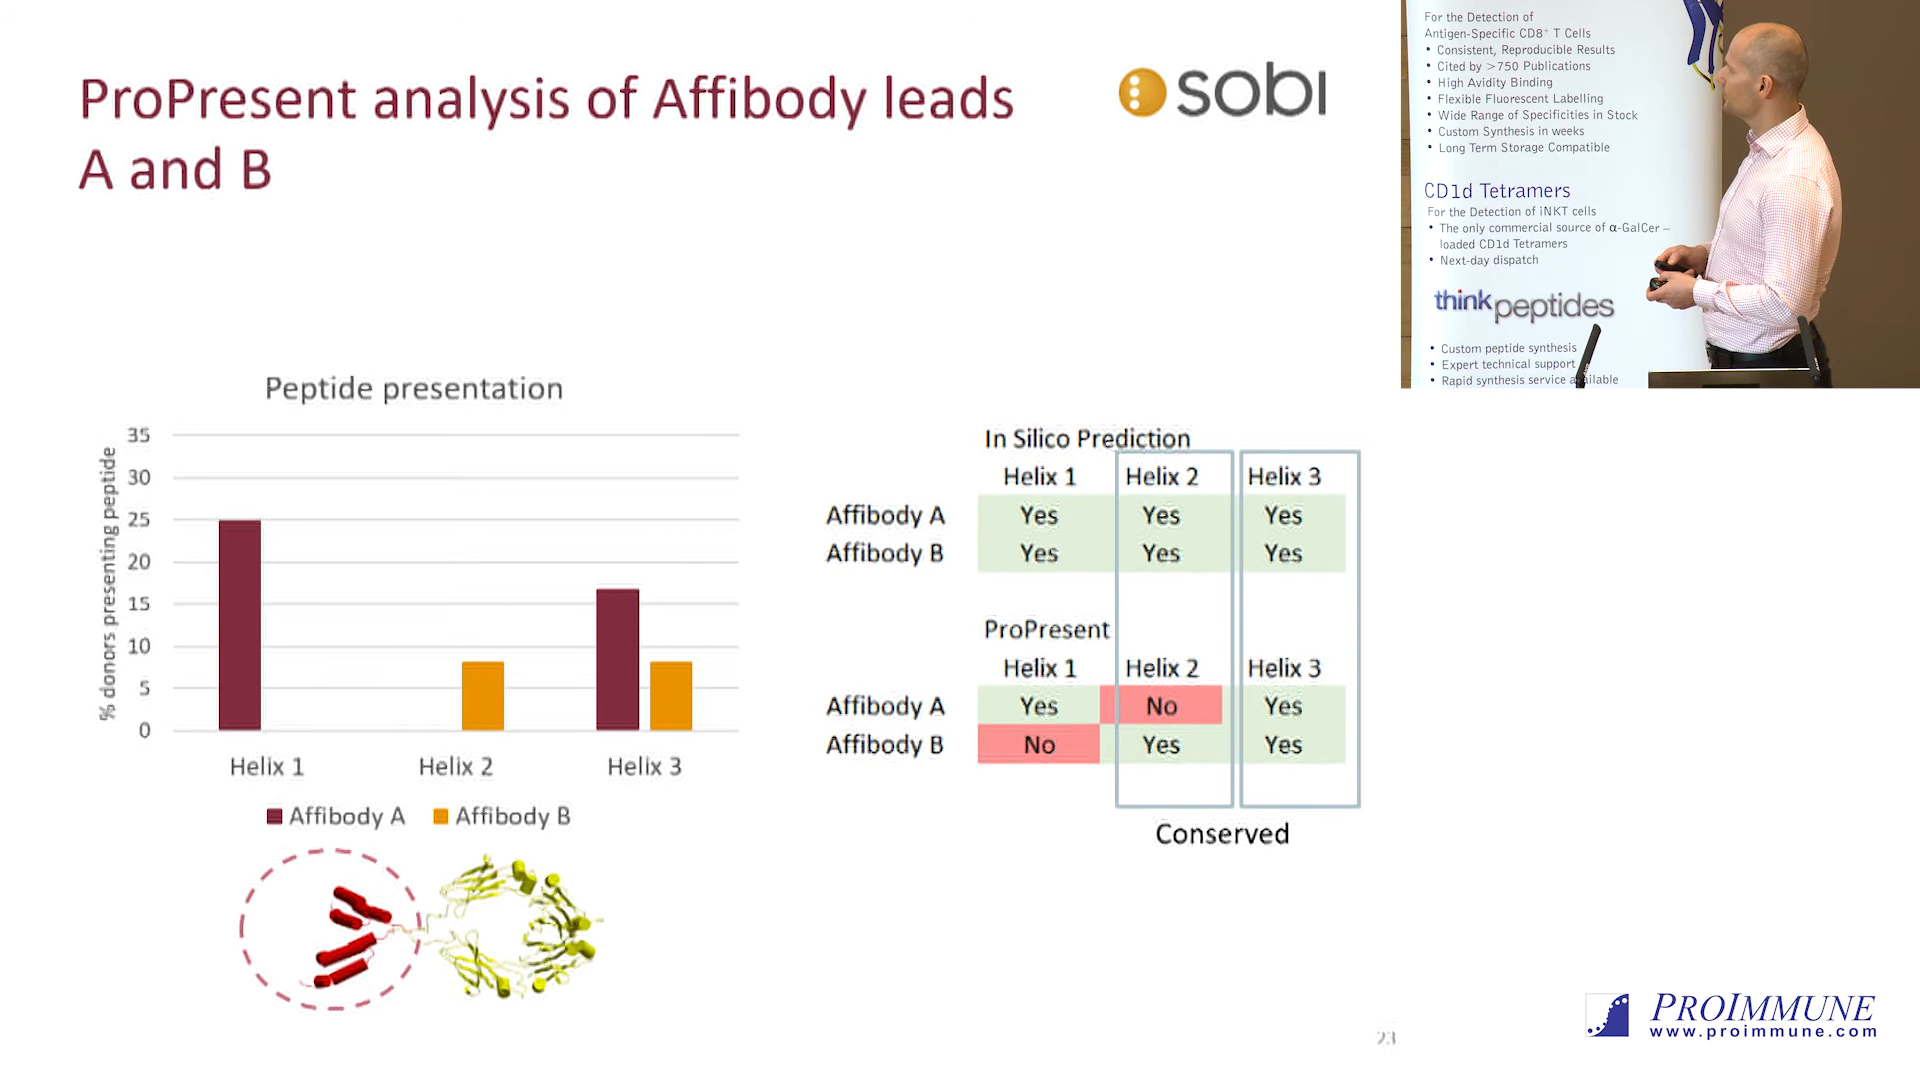 ProPresent analysis of Affibody leads
A and B
sobi
For the Detection of
Antigen-Specific CD8⁺ T Cells
• Consistent, Reproducible Results
• Cited by >750 Publications
• High Avidity Binding
• Flexible Fluorescent Labelling
• Wide Range of Specificities in Stock
• Custom Synthesis in weeks
• Long Term Storage Compatible
CD1d Tetramers
For the Detection of iNKT cells
• The only commercial source of α-GalCer –
loaded CD1d Tetramers
• Next-day dispatch
think peptides
• Custom peptide synthesis
• Expert technical support
• Rapid synthesis service available
Peptide presentation
% donors presenting peptide
35
30
25
20
15
10
5
0
Helix 1 Helix 2 Helix 3
Affibody A Affibody B
In Silico Prediction
Helix 1 Helix 2 Helix 3
Affibody A Yes Yes Yes
Affibody B Yes Yes Yes
ProPresent
Helix 1 Helix 2 Helix 3
Affibody A Yes No Yes
Affibody B No Yes Yes
Conserved
23
PROIMMUNE
www.proimmune.com